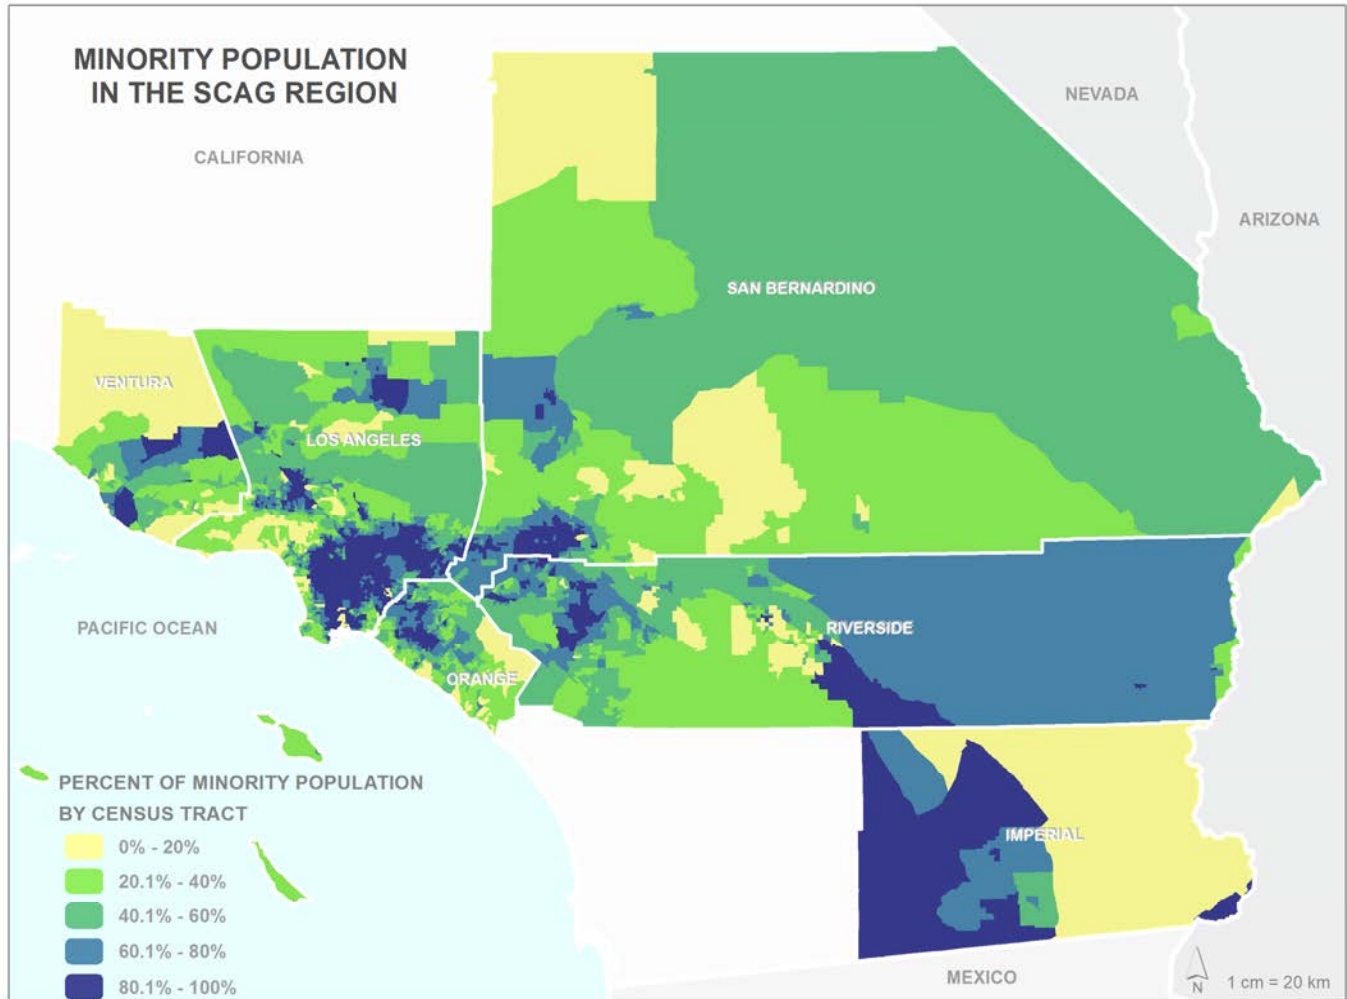 MINORITY POPULATION
IN THE SCAG REGION
CALIFORNIA
NEVADA
ARIZONA
SAN BERNARDINO
VENTURA
LOS ANGELES
PACIFIC OCEAN
RIVERSIDE
ORANGE
IMPERIAL
MEXICO
PERCENT OF MINORITY POPULATION
BY CENSUS TRACT
0% - 20%
20.1% - 40%
40.1% - 60%
60.1% - 80%
80.1% - 100%
N
1 cm = 20 km